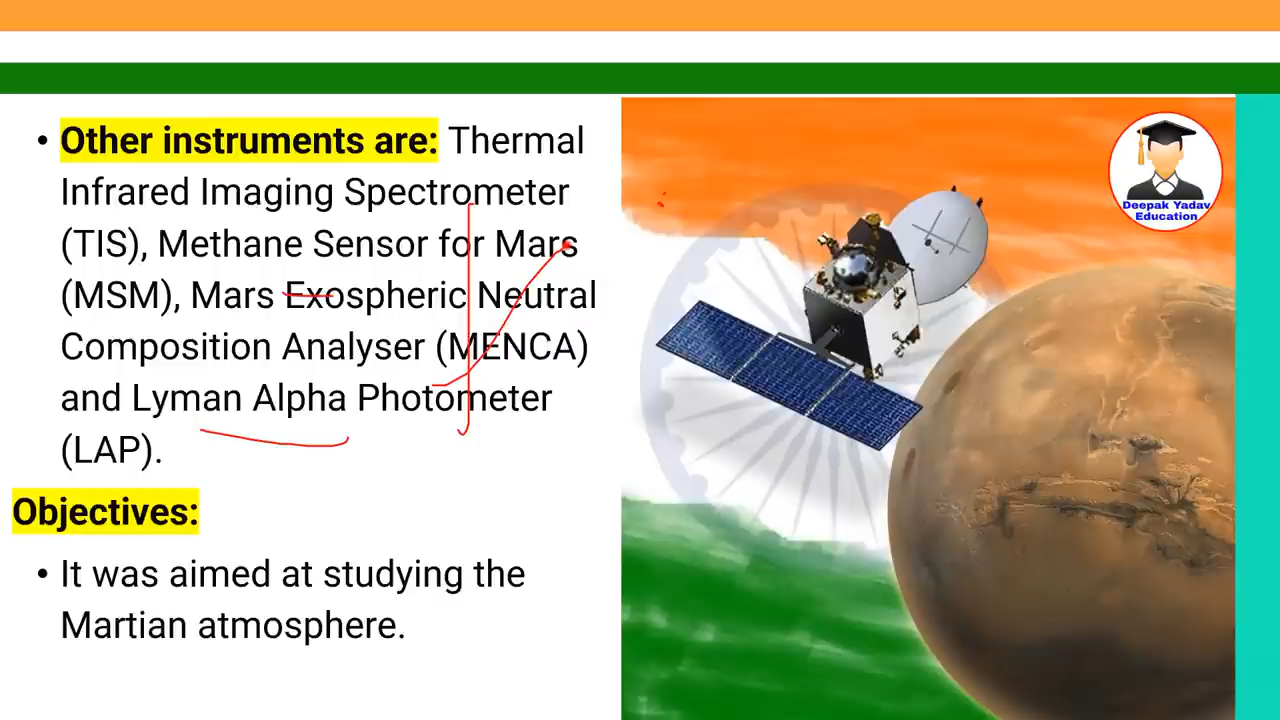 • Other instruments are: Thermal
Infrared Imaging Spectrometer
(TIS), Methane Sensor for Mars
(MSM), Mars Exospheric Neutral
Composition Analyser (MENCA)
and Lyman Alpha Photometer
(LAP).
Objectives:
• It was aimed at studying the
Martian atmosphere.
Deepak Yadav
Education